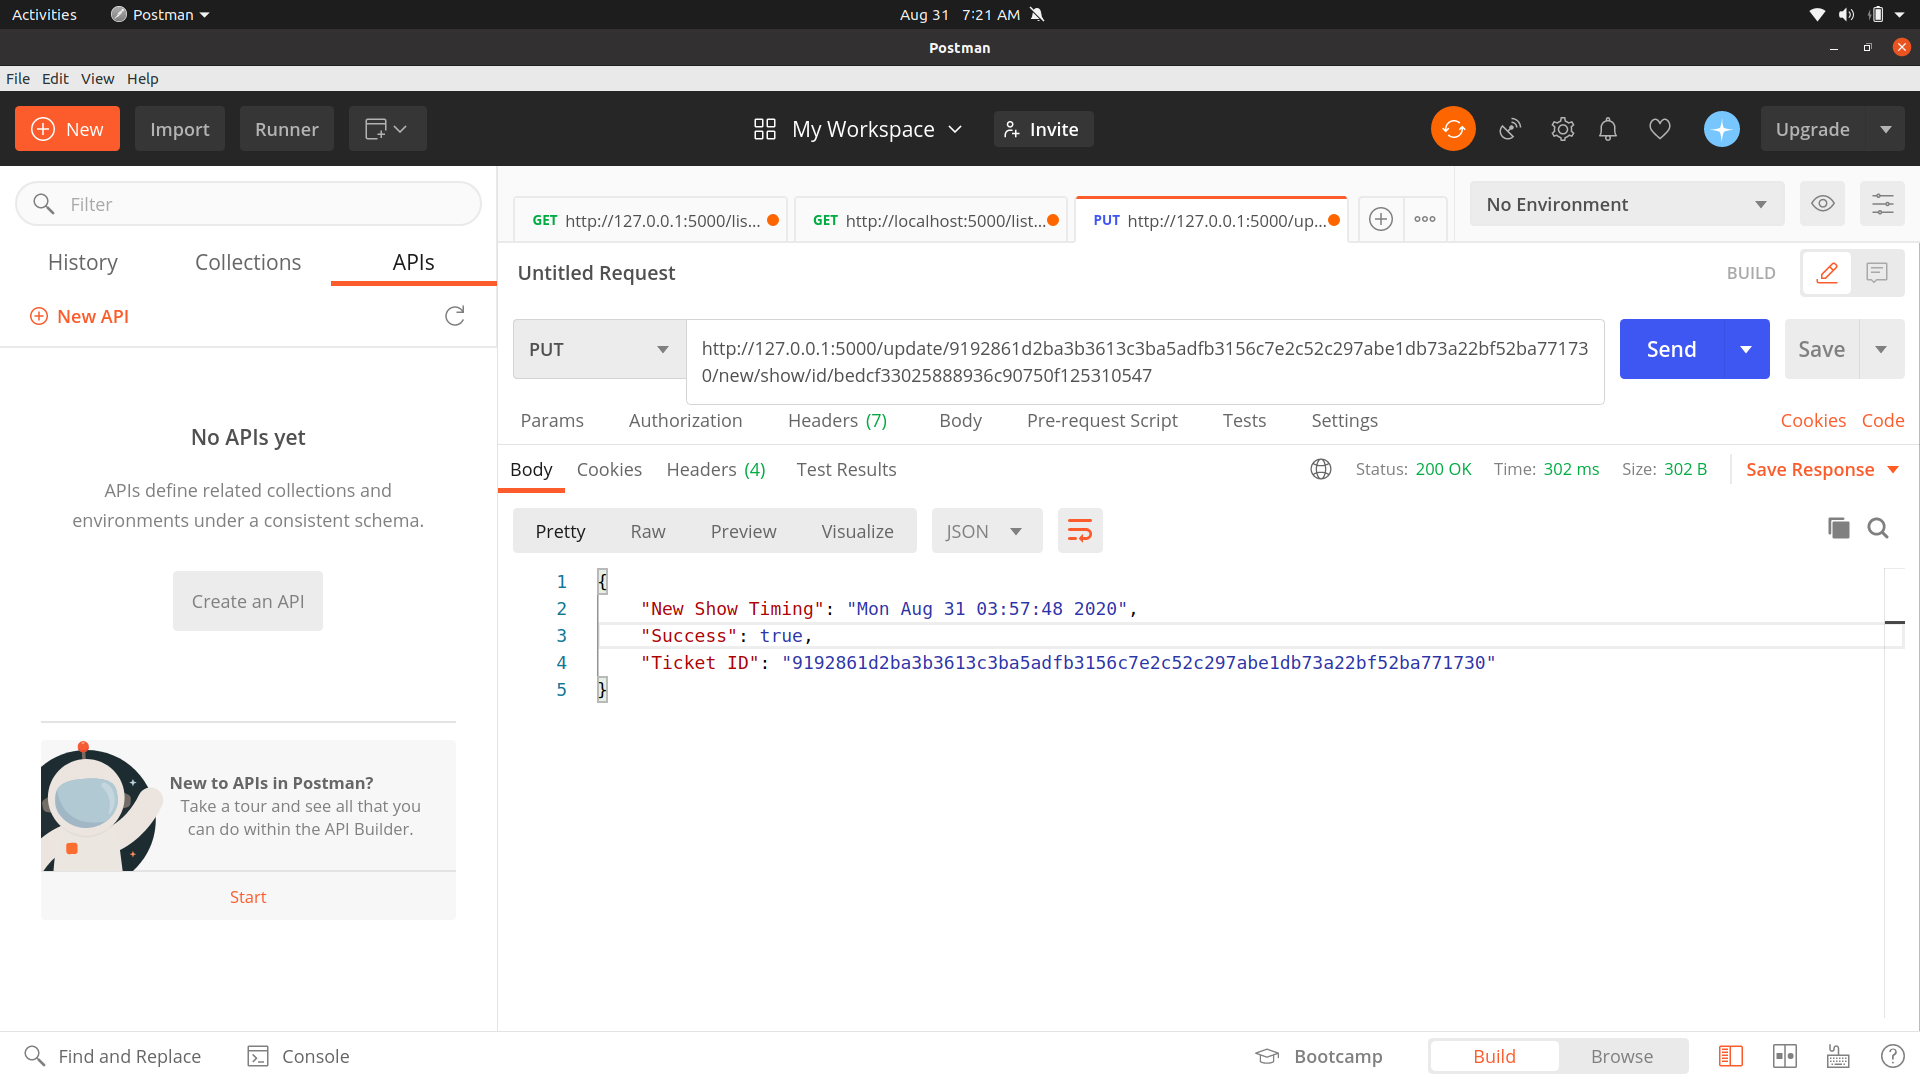 Activities Postman Aug 31 7:21 AM
Postman
File Edit View Help
New Import Runner My Workspace Invite Upgrade
Filter
History Collections APIs
New API
No APIs yet
APIs define related collections and
environments under a consistent schema.
Create an API
New to APIs in Postman?
Take a tour and see all that you
can do within the API Builder.
Start
GET http://127.0.0.1:5000/lis... GET http://localhost:5000/list... PUT http://127.0.0.1:5000/up... No Environment
Untitled Request BUILD
PUT http://127.0.0.1:5000/update/9192861d2ba3b3613c3ba5adfb3156c7e2c52c297abe1db73a22bf52ba77173 Send Save
0/new/show/id/bedcf33025888936c90750f125310547
Params Authorization Headers (7) Body Pre-request Script Tests Settings Cookies Code
Body Cookies Headers (4) Test Results Status: 200 OK Time: 302 ms Size: 302 B Save Response
Pretty Raw Preview Visualize JSON
1 {
2 "New Show Timing": "Mon Aug 31 03:57:48 2020",
3 "Success": true,
4 "Ticket ID": "9192861d2ba3b3613c3ba5adfb3156c7e2c52c297abe1db73a22bf52ba771730"
5 }
Find and Replace Console Bootcamp Build Browse